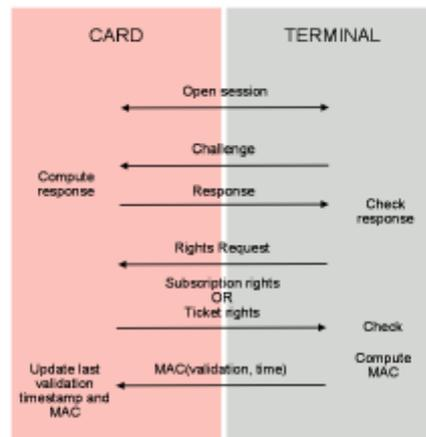 CARD
TERMINAL
Open session
Challenge
Compute
response
Response
Check
response
Rights Request
Subscription rights
OR
Ticket rights
Check
Compute
MAC
Update last
validation
timestamp and
MAC
MAC(validation, time)